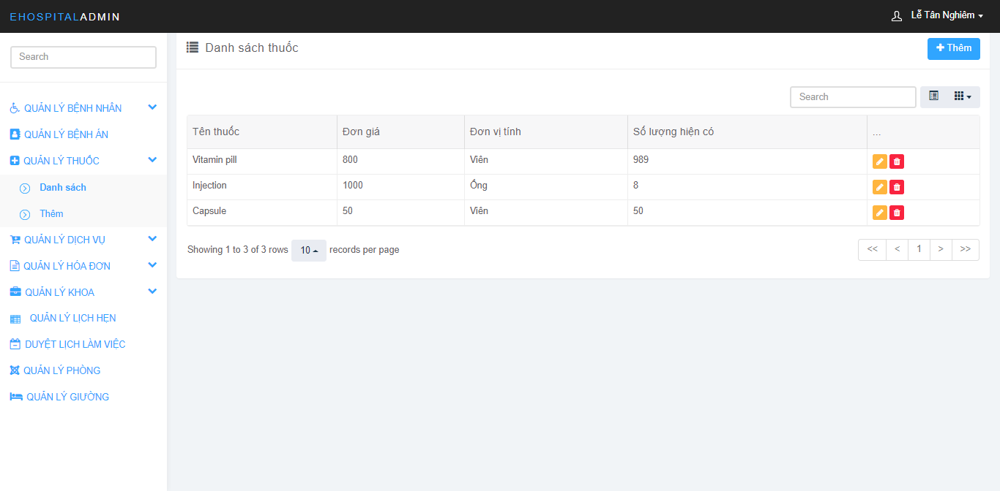 EHOSPITALADMIN
Lễ Tân Nghiêm
Search
QUẢN LÝ BỆNH NHÂN
QUẢN LÝ BỆNH ÁN
QUẢN LÝ THUỐC
Danh sách
Thêm
QUẢN LÝ DỊCH VỤ
QUẢN LÝ HÓA ĐƠN
QUẢN LÝ KHOA
QUẢN LÝ LỊCH HẸN
DUYỆT LỊCH LÀM VIỆC
QUẢN LÝ PHÒNG
QUẢN LÝ GIƯỜNG
Danh sách thuốc
Thêm
Search
Tên thuốc Đơn giá Đơn vị tính Số lượng hiện có ...
Vitamin pill 800 Viên 989
Injection 1000 Ống 8
Capsule 50 Viên 50
Showing 1 to 3 of 3 rows 10 records per page << < 1 > >>